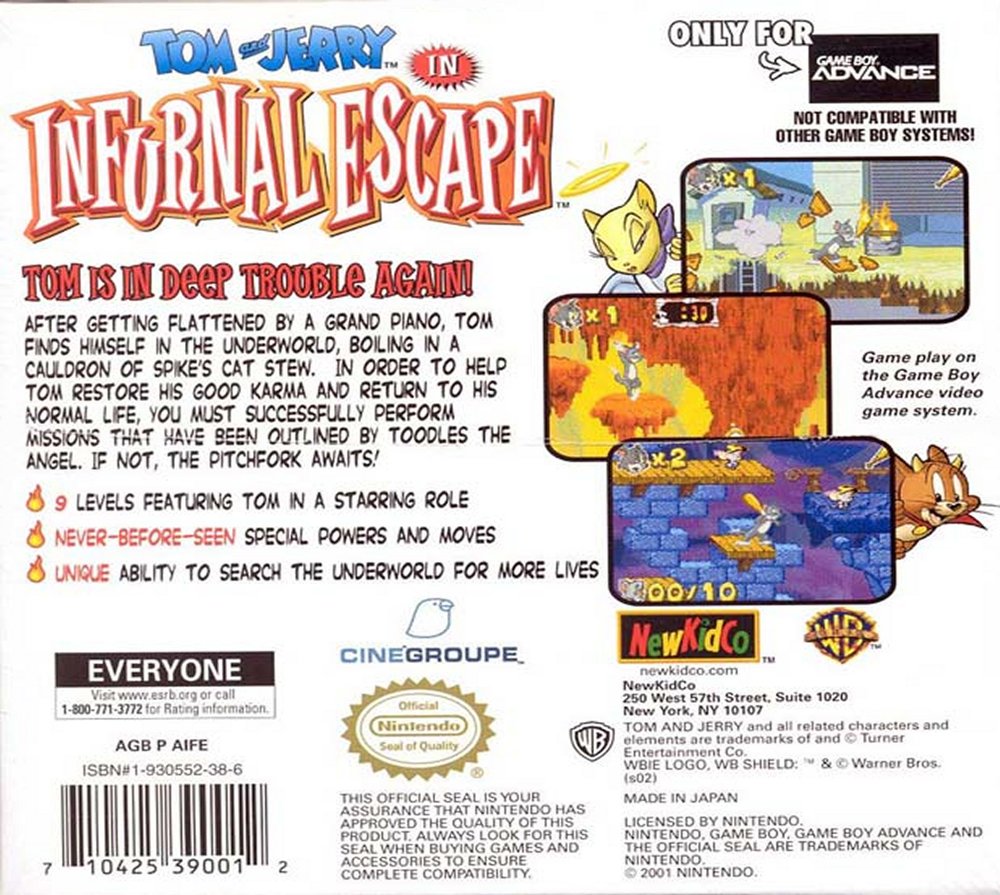 TOM and JERRY™ IN
INFURNAL ESCAPE™
ONLY FOR
GAME BOY
ADVANCE
NOT COMPATIBLE WITH
OTHER GAME BOY SYSTEMS!
x 1
TOM IS IN DEEP TROUBLE AGAIN!
AFTER GETTING FLATTENED BY A GRAND PIANO, TOM
FINDS HIMSELF IN THE UNDERWORLD, BOILING IN A
CAULDRON OF SPIKE'S CAT STEW. IN ORDER TO HELP
TOM RESTORE HIS GOOD KARMA AND RETURN TO HIS
NORMAL LIFE, YOU MUST SUCCESSFULLY PERFORM
MISSIONS THAT HAVE BEEN OUTLINED BY TOODLES THE
ANGEL. IF NOT, THE PITCHFORK AWAITS!
x 1
:30
Game play on
the Game Boy
Advance video
game system.
x 2
00/10
9 LEVELS FEATURING TOM IN A STARRING ROLE
NEVER-BEFORE-SEEN SPECIAL POWERS AND MOVES
UNIQUE ABILITY TO SEARCH THE UNDERWORLD FOR MORE LIVES
CINÉGROUPE™
NewKidCo™
WB™
newkidco.com
NewKidCo
250 West 57th Street, Suite 1020
New York, NY 10107
EVERYONE
Visit www.esrb.org or call
1-800-771-3772 for Rating information.
AGB P AIFE
ISBN#1-930552-38-6
7 10425 39001 2
Official
Nintendo
Seal of Quality
®
THIS OFFICIAL SEAL IS YOUR
ASSURANCE THAT NINTENDO HAS
APPROVED THE QUALITY OF THIS
PRODUCT. ALWAYS LOOK FOR THIS
SEAL WHEN BUYING GAMES AND
ACCESSORIES TO ENSURE
COMPLETE COMPATIBILITY.
WB
TOM AND JERRY and all related characters and
elements are trademarks of and © Turner
Entertainment Co.
WBIE LOGO, WB SHIELD: ™ & © Warner Bros.
(s02)
MADE IN JAPAN
LICENSED BY NINTENDO.
NINTENDO, GAME BOY, GAME BOY ADVANCE AND
THE OFFICIAL SEAL ARE TRADEMARKS OF
NINTENDO.
© 2001 NINTENDO.